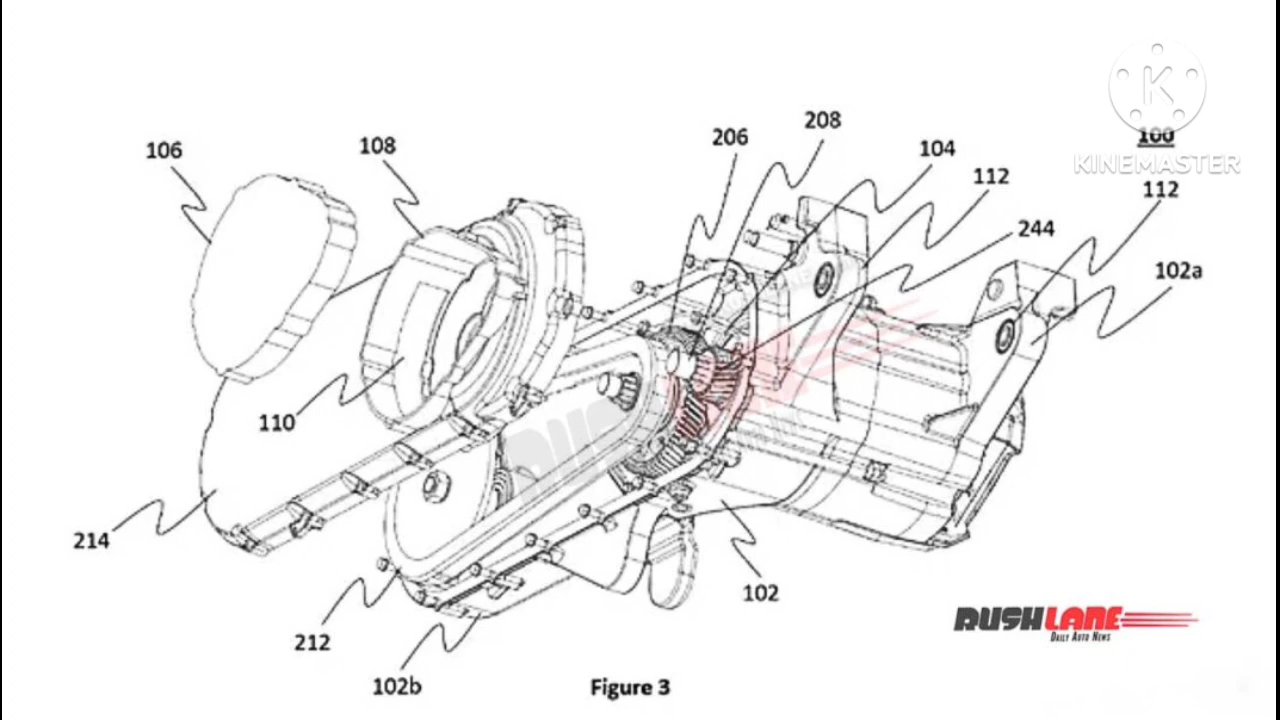 100
KINEMASTER
208
206
104
112
112
106
108
244
102a
110
214
102
212
102b
RUSHLANE
DAILY AUTO NEWS
Figure 3